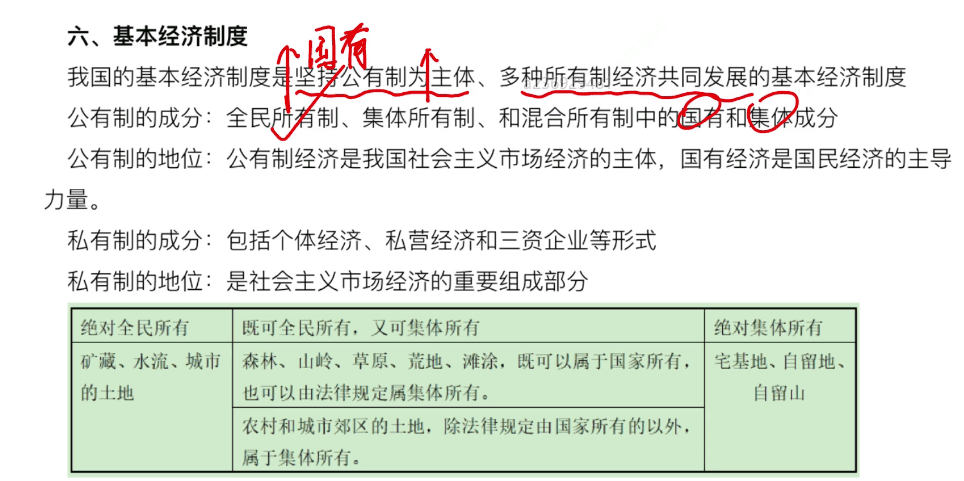 六、基本经济制度
国有
我国的基本经济制度是坚持公有制为主体、多种所有制经济共同发展的基本经济制度
公有制的成分：全民所有制、集体所有制、和混合所有制中的国有和集体成分
公有制的地位：公有制经济是我国社会主义市场经济的主体，国有经济是国民经济的主导
力量。
私有制的成分：包括个体经济、私营经济和三资企业等形式
私有制的地位：是社会主义市场经济的重要组成部分
绝对全民所有 既可全民所有，又可集体所有 绝对集体所有
矿藏、水流、城市 森林、山岭、草原、荒地、滩涂，既可以属于国家所有， 宅基地、自留地、
的土地 也可以由法律规定属集体所有。 自留山
农村和城市郊区的土地，除法律规定由国家所有的以外，
属于集体所有。